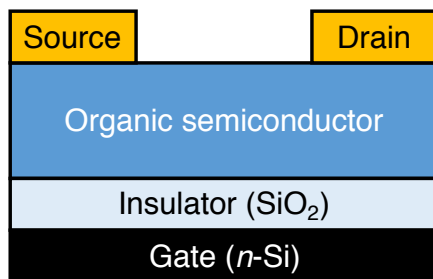 Source Drain
Organic semiconductor
Insulator (SiO₂)
Gate (n-Si)